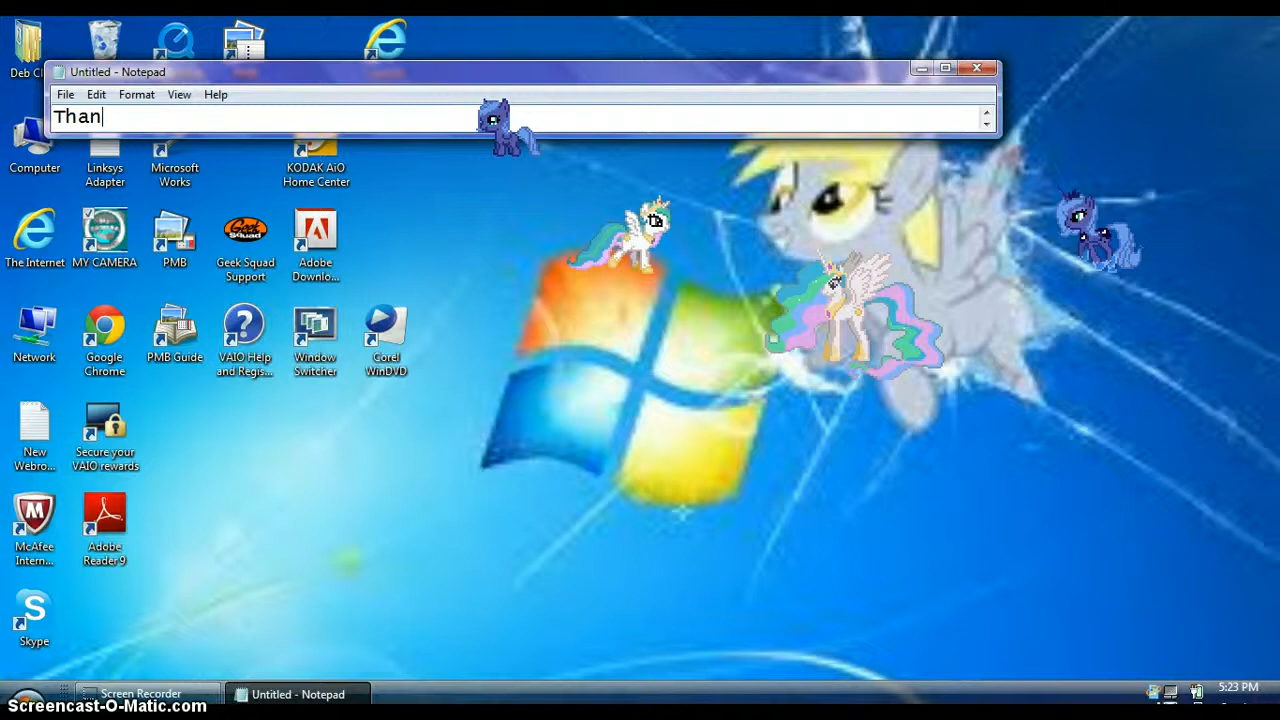 Deb Cl
Untitled - Notepad
File Edit Format View Help
Than
Computer
Linksys
Adapter
Microsoft
Works
KODAK AiO
Home Center
The Internet
MY CAMERA
PMB
Geek Squad
Geek Squad
Support
Adobe
Downlo...
Network
Google
Chrome
PMB Guide
VAIO Help
and Regis...
Window
Switcher
Corel
WinDVD
New
Webro...
Secure your
VAIO rewards
McAfee
Intern...
Adobe
Reader 9
Skype
Screen Recorder
Untitled - Notepad
5:23 PM
Screencast-O-Matic.com